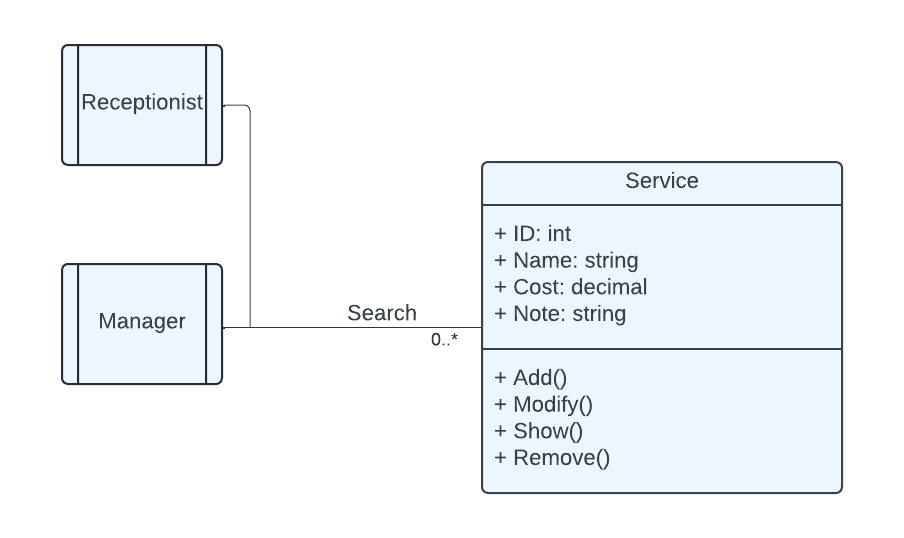 Receptionist
Manager
Search
0..*
Service
+ ID: int
+ Name: string
+ Cost: decimal
+ Note: string
+ Add()
+ Modify()
+ Show()
+ Remove()